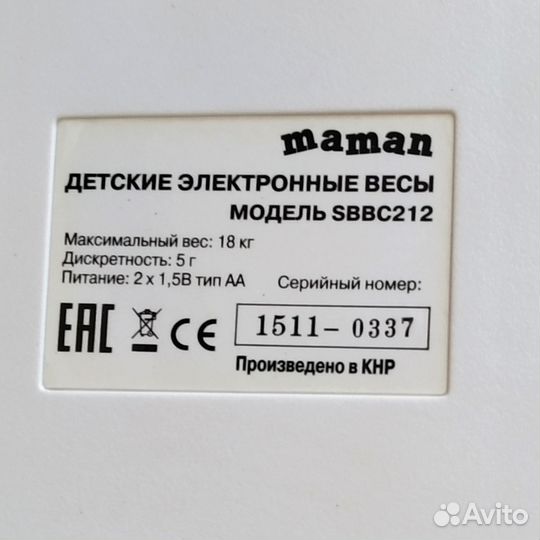 maman
ДЕТСКИЕ ЭЛЕКТРОННЫЕ ВЕСЫ
МОДЕЛЬ SBBC212
Максимальный вес: 18 кг
Дискретность: 5 г
Питание: 2 x 1,5В тип АА
Серийный номер:
EAC CE
1511- 0337
Произведено в КНР
Avito